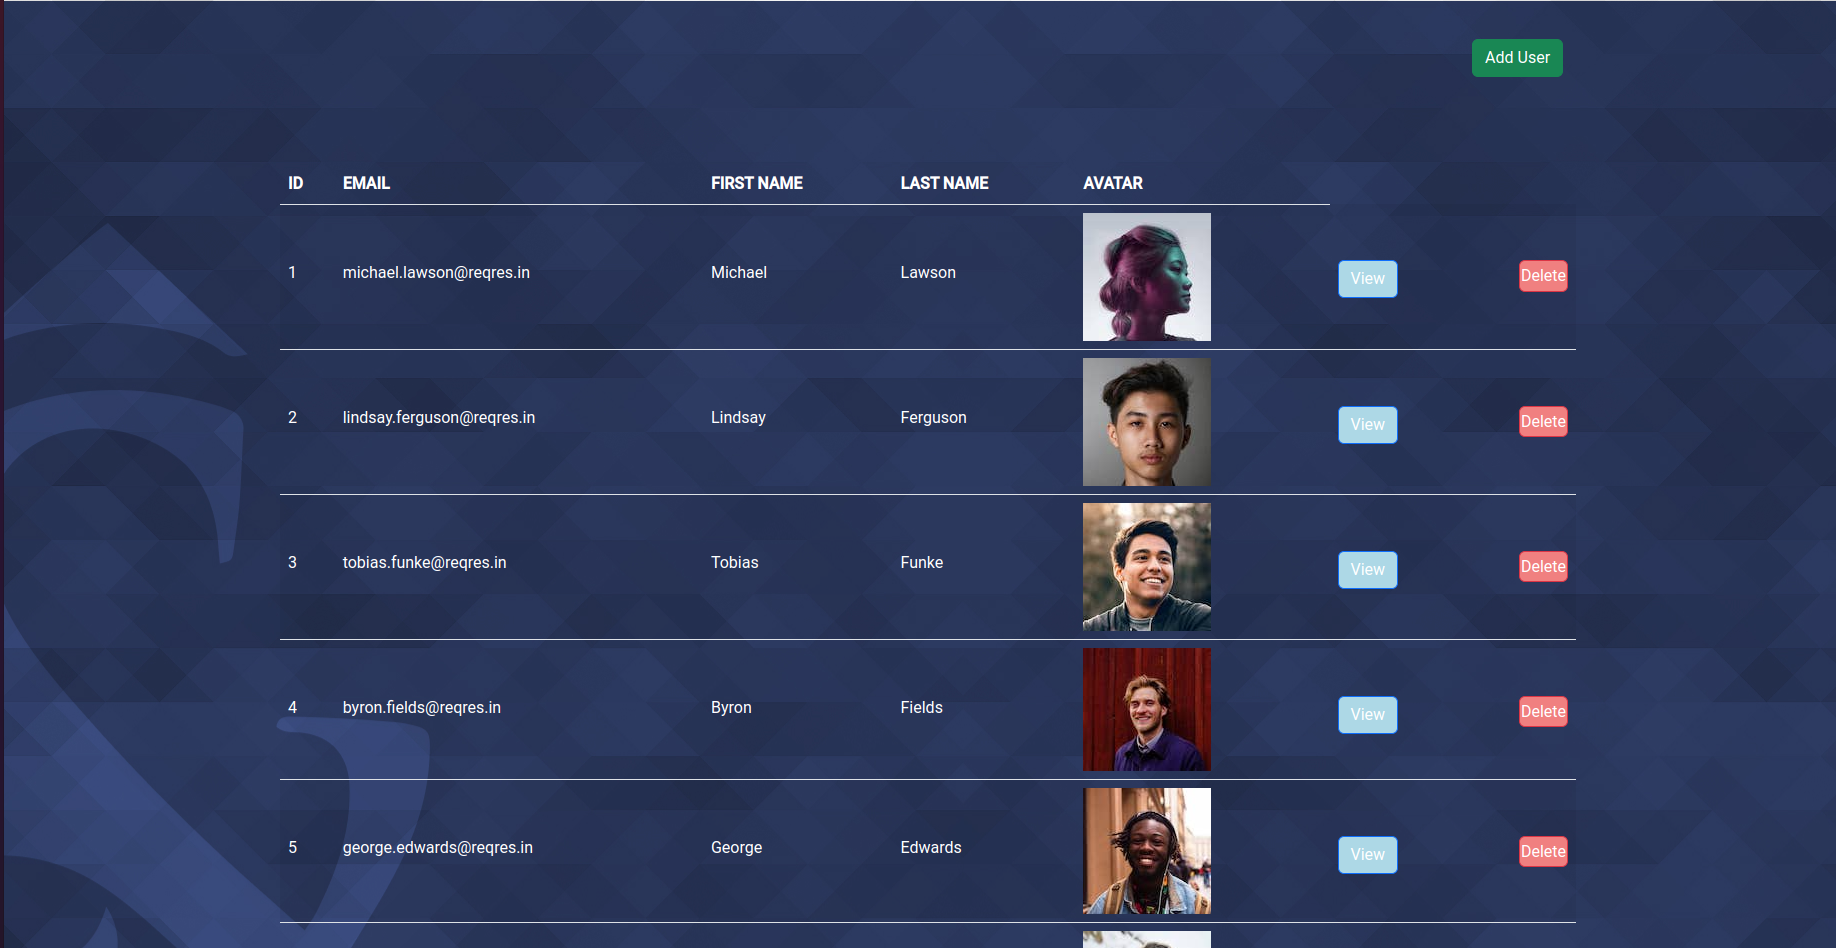 Add User
ID EMAIL FIRST NAME LAST NAME AVATAR
1 michael.lawson@reqres.in Michael Lawson View Delete
2 lindsay.ferguson@reqres.in Lindsay Ferguson View Delete
3 tobias.funke@reqres.in Tobias Funke View Delete
4 byron.fields@reqres.in Byron Fields View Delete
5 george.edwards@reqres.in George Edwards View Delete